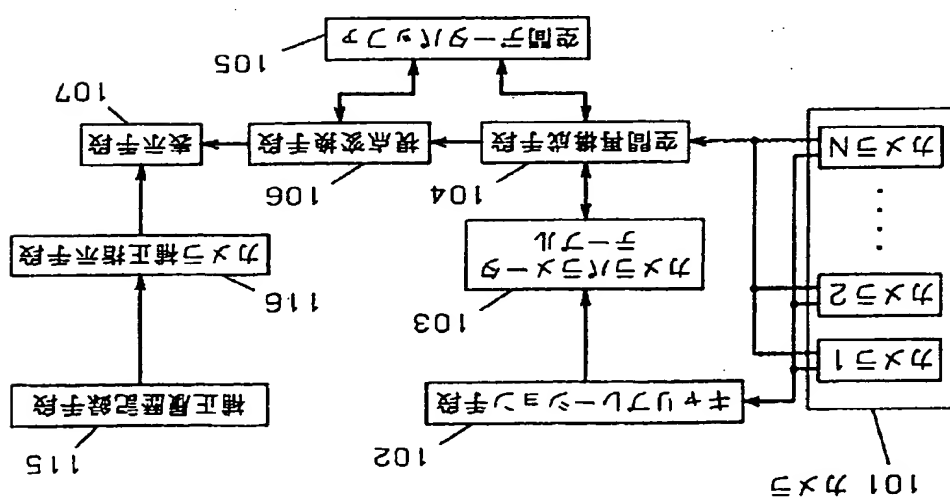 101 カメラ
カメラ1
カメラ2
カメラN
102
キャリブレーション手段
103
カメラパラメータ
テーブル
104
空間再構成手段
105
空間データバッファ
106
視点変換手段
107
表示手段
115
補正履歴記録手段
116
カメラ補正指示手段